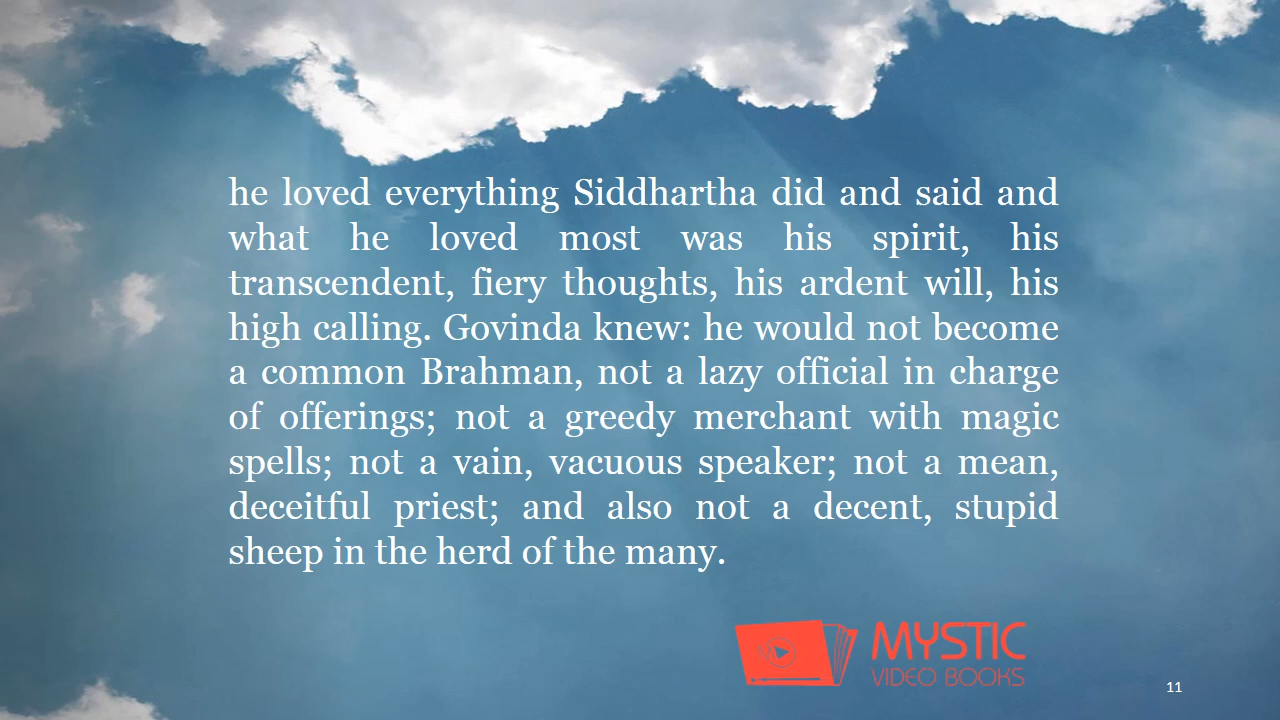 he loved everything Siddhartha did and said and
what he loved most was his spirit, his
transcendent, fiery thoughts, his ardent will, his
high calling. Govinda knew: he would not become
a common Brahman, not a lazy official in charge
of offerings; not a greedy merchant with magic
spells; not a vain, vacuous speaker; not a mean,
deceitful priest; and also not a decent, stupid
sheep in the herd of the many.
MYSTIC
VIDEO BOOKS
11